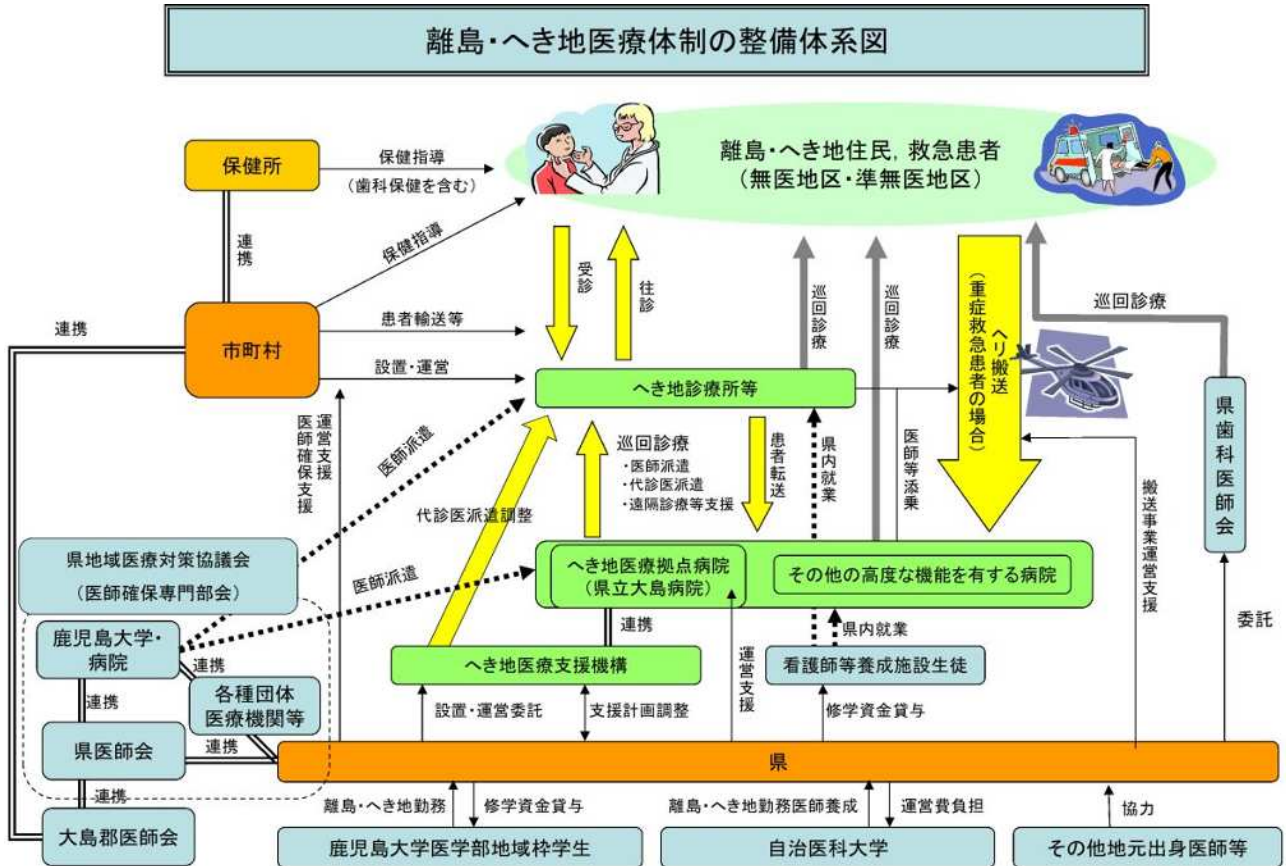 離島・へき地医療体制の整備体系図
保健所
保健指導
（歯科保健を含む）
離島・へき地住民，救急患者
（無医地区・準無医地区）
連携
保健指導
受診
往診
巡回診療
巡回診療
ヘリ搬送
（重症救急患者の場合）
巡回診療
連携
市町村
患者輸送等
設置・運営
へき地診療所等
県歯科医師会
運営支援
医師確保支援
医師派遣
代診医派遣調整
巡回診療
・医師派遣
・代診医派遣
・遠隔診療等支援
患者転送
県内就業
医師等添乗
搬送事業運営支援
県地域医療対策協議会
（医師確保専門部会）
医師派遣
へき地医療拠点病院
（県立大島病院）
その他の高度な機能を有する病院
連携
県内就業
委託
鹿児島大学・
病院
連携
へき地医療支援機構
運営支援
看護師等養成施設生徒
連携
各種団体
医療機関等
設置・運営委託
支援計画調整
修学資金貸与
県医師会
連携
県
連携
離島・へき地勤務
修学資金貸与
離島・へき地勤務医師養成
運営費負担
協力
大島郡医師会
鹿児島大学医学部地域枠学生
自治医科大学
その他地元出身医師等